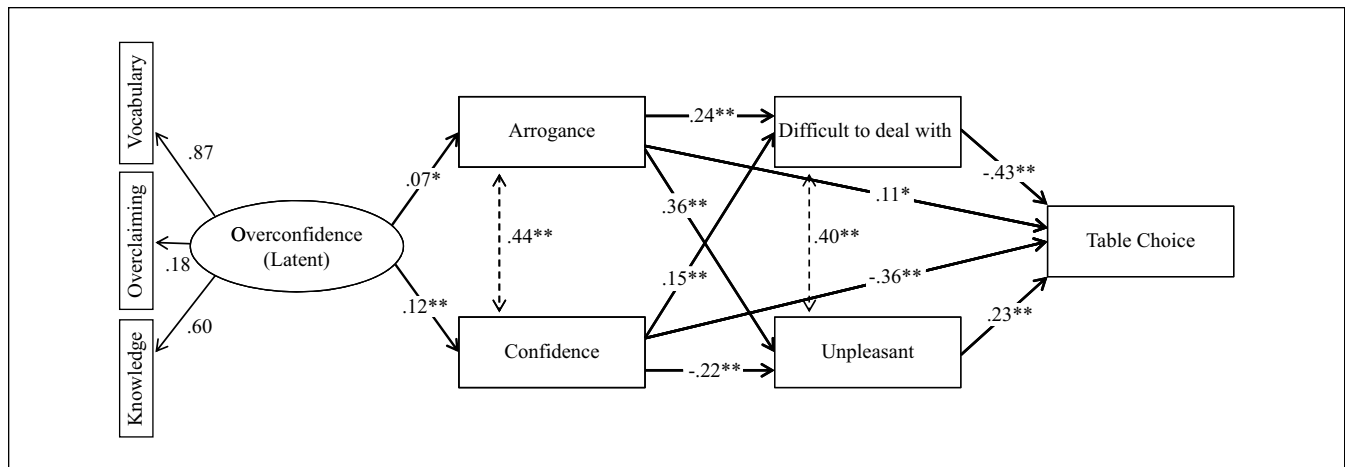 Vocabulary
Overclaiming
Knowledge
.87
.18
.60
Overconfidence
(Latent)
.07*
.12**
Arrogance
Confidence
.44**
.24**
.36**
.15**
-.22**
Difficult to deal with
Unpleasant
.40**
.11*
-.36**
-.43**
.23**
Table Choice